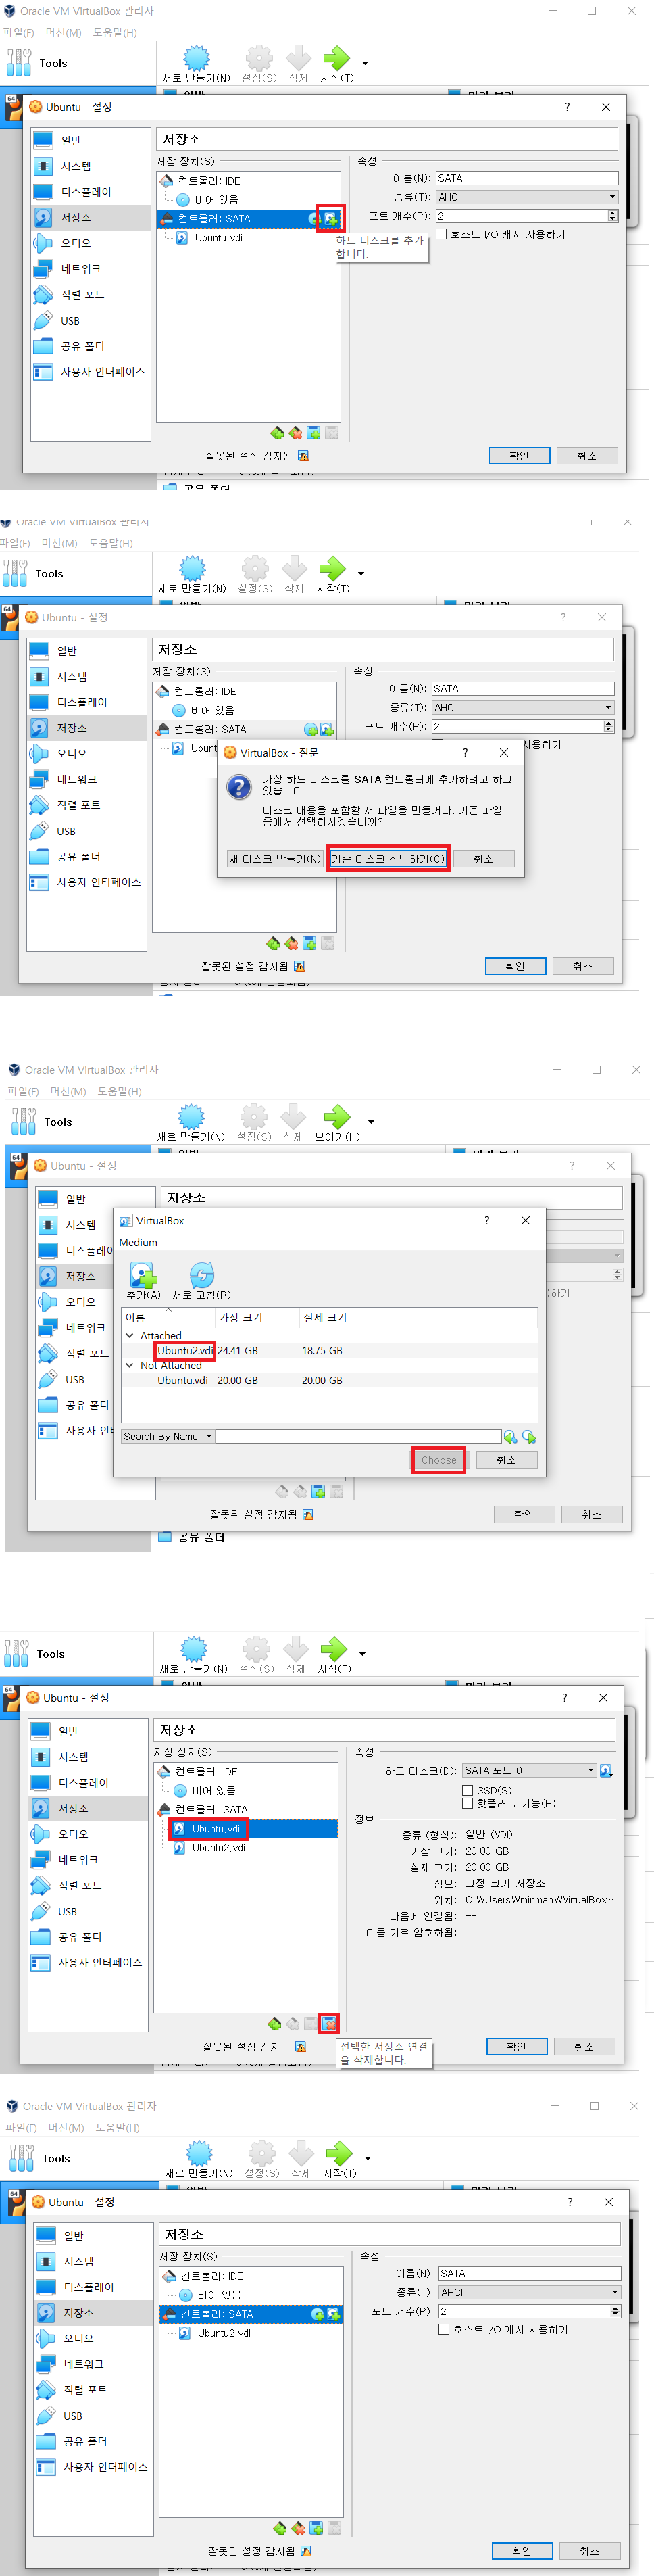 Oracle VM VirtualBox 관리자
파일(F) 머신(M) 도움말(H)
Tools
새로 만들기(N) 설정(S) 삭제 시작(T)
64
Ubuntu - 설정
일반
시스템
디스플레이
저장소
오디오
네트워크
직렬 포트
USB
공유 폴더
사용자 인터페이스
저장소
저장 장치(S)
컨트롤러: IDE
비어 있음
컨트롤러: SATA
Ubuntu.vdi
속성
이름(N): SATA
종류(T): AHCI
포트 개수(P): 2
호스트 I/O 캐시 사용하기
하드 디스크를 추가
합니다.
잘못된 설정 감지됨
확인 취소
공유 폴더
Oracle VM VirtualBox 관리자
파일(F) 머신(M) 도움말(H)
Tools
새로 만들기(N) 설정(S) 삭제 시작(T)
64
Ubuntu - 설정
일반
시스템
디스플레이
저장소
오디오
네트워크
직렬 포트
USB
공유 폴더
사용자 인터페이스
저장소
저장 장치(S)
컨트롤러: IDE
비어 있음
컨트롤러: SATA
Ubunt
속성
이름(N): SATA
종류(T): AHCI
포트 개수(P): 2
용하기
VirtualBox - 질문
가상 하드 디스크를 SATA 컨트롤러에 추가하려고 하고
있습니다.
디스크 내용을 포함할 새 파일을 만들거나, 기존 파일
중에서 선택하시겠습니까?
새 디스크 만들기(N) 기존 디스크 선택하기(C) 취소
잘못된 설정 감지됨
확인 취소
Oracle VM VirtualBox 관리자
파일(F) 머신(M) 도움말(H)
Tools
새로 만들기(N) 설정(S) 삭제 보이기(H)
64
Ubuntu - 설정
일반
시스템
디스플레이
저장소
오디오
네트워크
직렬 포트
USB
공유 폴더
사용자 인터
저장소
VirtualBox
Medium
추가(A) 새로 고침(R)
이름 가상 크기 실제 크기
Attached
Ubuntu2.vdi 24.41 GB 18.75 GB
Not Attached
Ubuntu.vdi 20.00 GB 20.00 GB
Search By Name
Choose 취소
잘못된 설정 감지됨
확인 취소
공유 폴더
Tools
새로 만들기(N) 설정(S) 삭제 시작(T)
64
Ubuntu - 설정
일반
시스템
디스플레이
저장소
오디오
네트워크
직렬 포트
USB
공유 폴더
사용자 인터페이스
저장소
저장 장치(S)
컨트롤러: IDE
비어 있음
컨트롤러: SATA
Ubuntu.vdi
Ubuntu2.vdi
속성
하드 디스크(D): SATA 포트 0
SSD(S)
핫플러그 가능(H)
정보
종류 (형식): 일반 (VDI)
가상 크기: 20.00 GB
실제 크기: 20.00 GB
정보: 고정 크기 저장소
위치: C:₩Users₩minman₩VirtualBox ...
다음에 연결됨: --
다음 키로 암호화됨: --
선택한 저장소 연결
을 삭제합니다.
잘못된 설정 감지됨
확인 취소
Oracle VM VirtualBox 관리자
파일(F) 머신(M) 도움말(H)
Tools
새로 만들기(N) 설정(S) 삭제 시작(T)
64
Ubuntu - 설정
일반
시스템
디스플레이
저장소
오디오
네트워크
직렬 포트
USB
공유 폴더
사용자 인터페이스
저장소
저장 장치(S)
컨트롤러: IDE
비어 있음
컨트롤러: SATA
Ubuntu2.vdi
속성
이름(N): SATA
종류(T): AHCI
포트 개수(P): 2
호스트 I/O 캐시 사용하기
잘못된 설정 감지됨
확인 취소